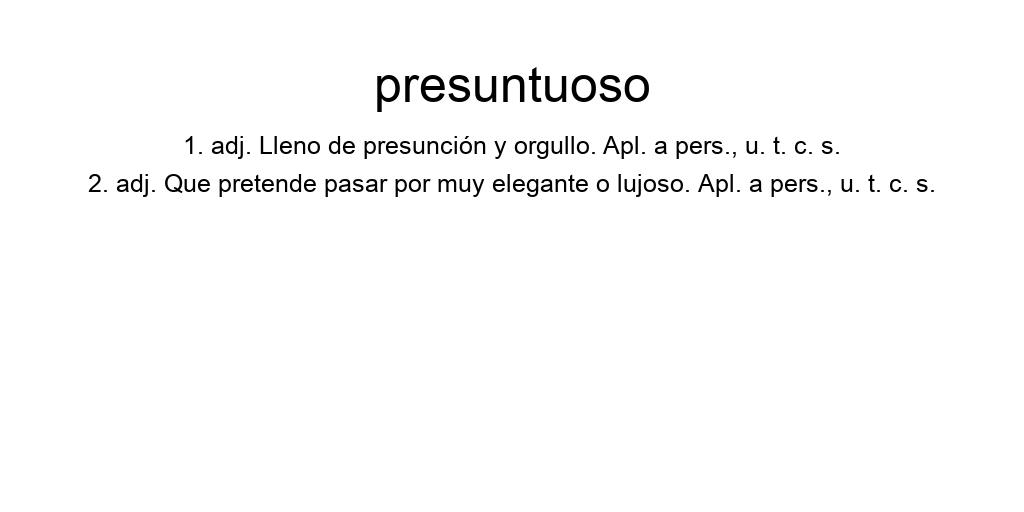 presuntuoso
1. adj. Lleno de presunción y orgullo. Apl. a pers., u. t. c. s.
2. adj. Que pretende pasar por muy elegante o lujoso. Apl. a pers., u. t. c. s.